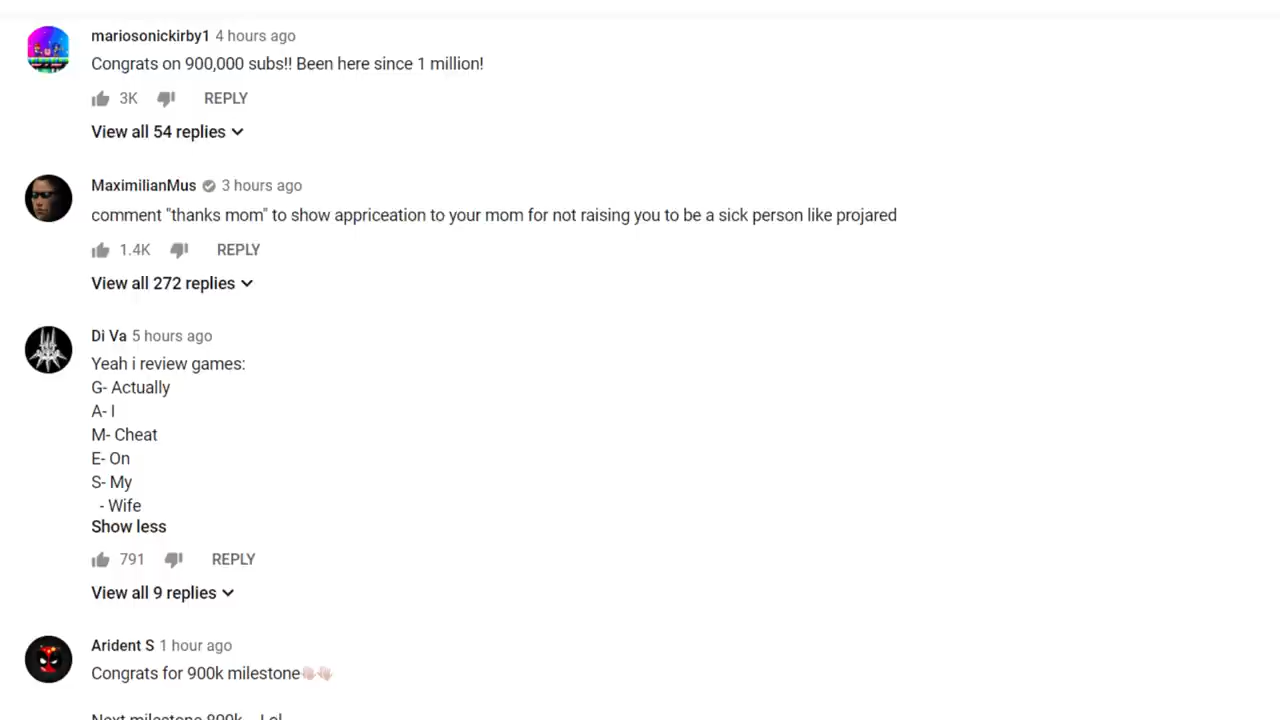 mariosonickirby1 4 hours ago
Congrats on 900,000 subs!! Been here since 1 million!
3K REPLY
View all 54 replies
MaximilianMus 3 hours ago
comment "thanks mom" to show appriceation to your mom for not raising you to be a sick person like projared
1.4K REPLY
View all 272 replies
Di Va 5 hours ago
Yeah i review games:
G- Actually
A- I
M- Cheat
E- On
S- My
- Wife
Show less
791 REPLY
View all 9 replies
Arident S 1 hour ago
Congrats for 900k milestone👏🏻👏🏻
Next milestone 800k... Lol